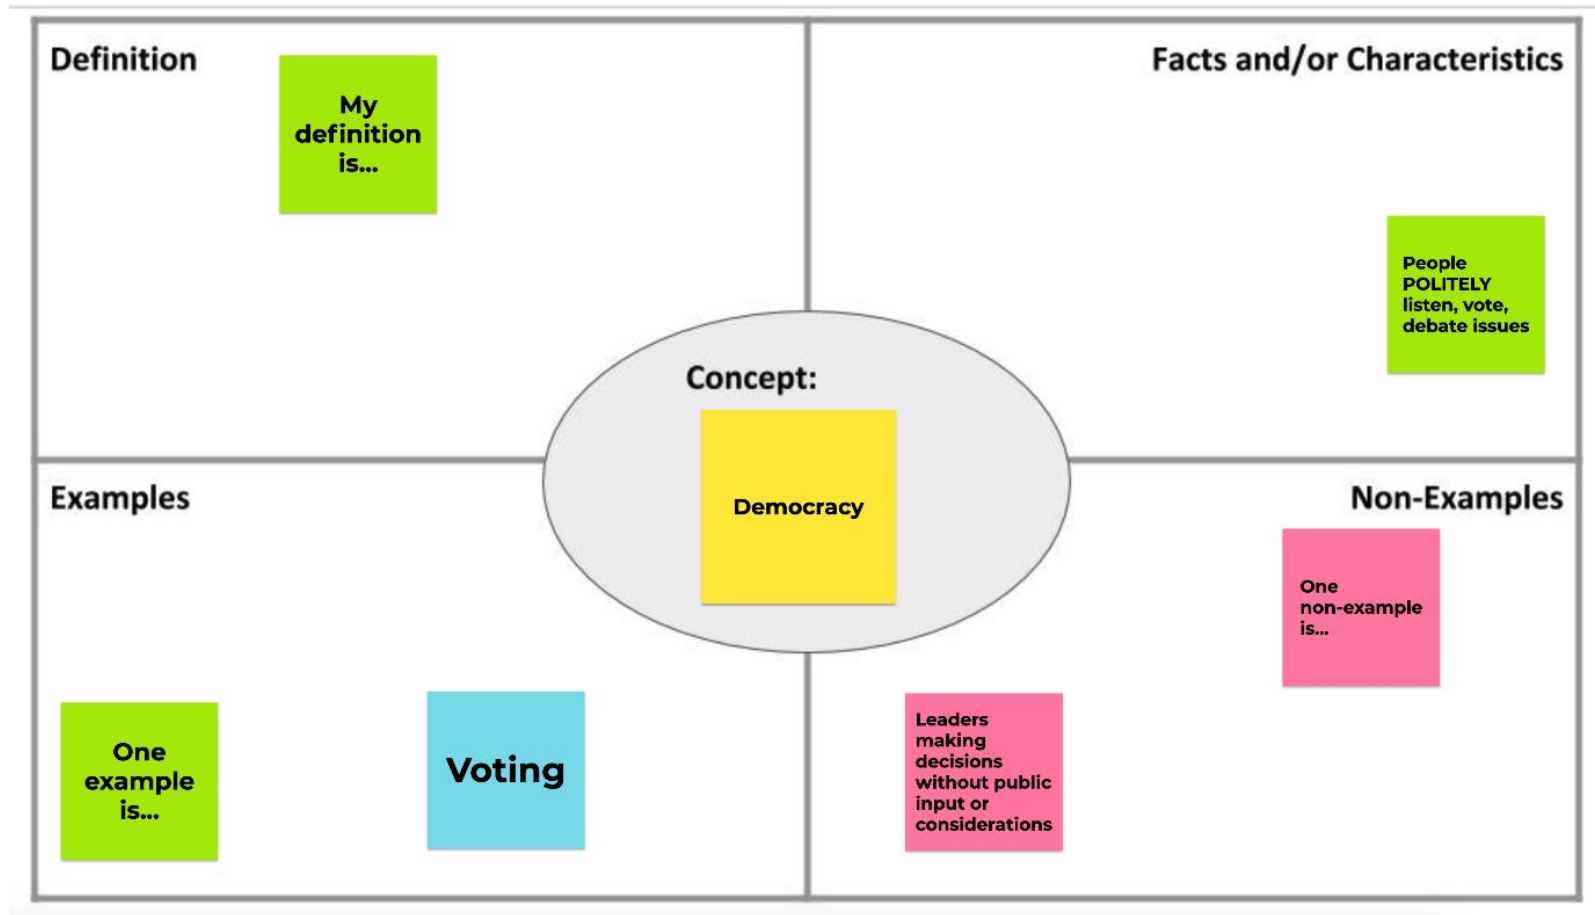 Definition
My
definition
is...
Facts and/or Characteristics
People
POLITELY
listen, vote,
debate issues
Concept:
Democracy
Examples
One
example
is...
Voting
Non-Examples
One
non-example
is...
Leaders
making
decisions
without public
input or
considerations